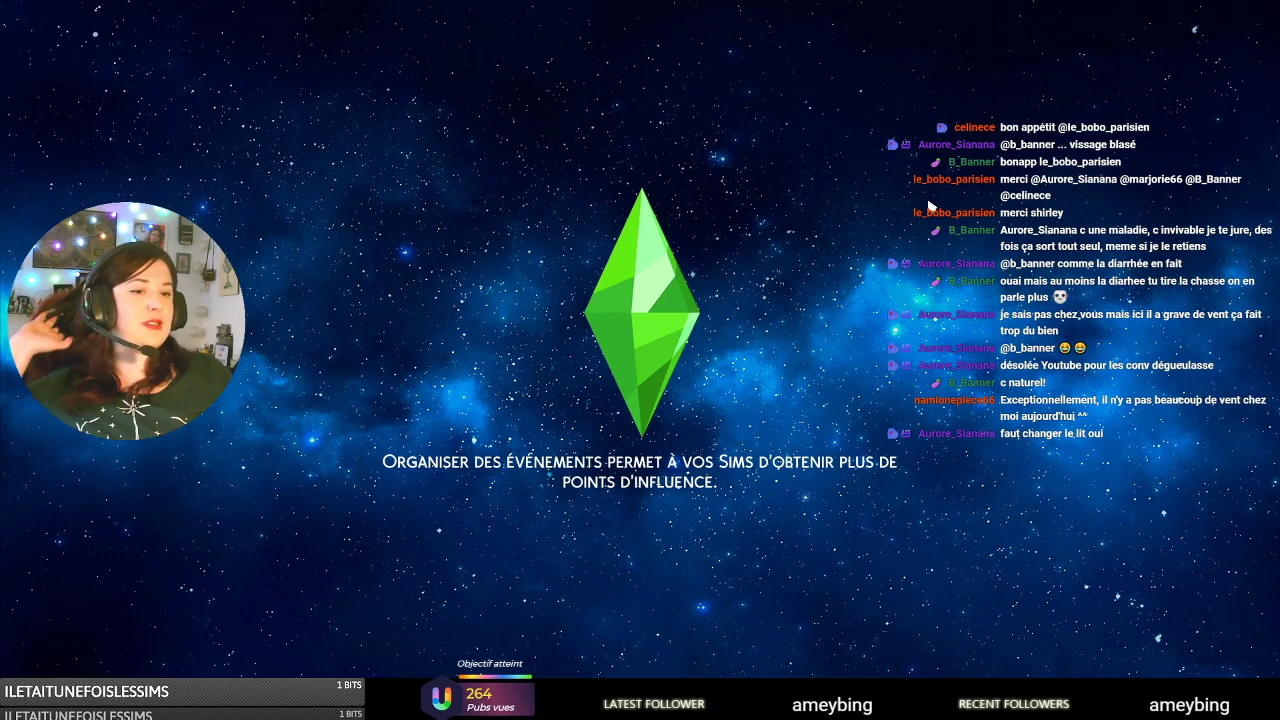 celinece bon appétit @le_bobo_parisien
Aurore_Sianana @b_banner ... vissage blasé
B_Banner bonapp le_bobo_parisien
le_bobo_parisien merci @Aurore_Sianana @marjorie66 @B_Banner
@celinece
le_bobo_parisien merci shirley
B_Banner Aurore_Sianana c une maladie, c invivable je te jure, des
fois ça sort tout seul, meme si je le retiens
Aurore_Sianana @b_banner comme la diarrhée en fait
B_Banner ouai mais au moins la diarhee tu tire la chasse on en
parle plus
Aurore_Sianana je sais pas chez vous mais ici il a grave de vent ça fait
trop du bien
Aurore_Sianana @b_banner
Aurore_Sianana désolée Youtube pour les conv dégueulasse
B_Banner c naturel!
namionepiece66 Exceptionnellement, il n'y a pas beaucoup de vent chez
moi aujourd'hui ^^
Aurore_Sianana faut changer le lit oui
Organiser des événements permet à vos Sims d'obtenir plus de
points d'influence.
Objectif atteint
264
Pubs vues
ILETAITUNEFOISLESSIMS 1 BITS
ILETAITUNEFOISLESSIMS 1 BITS
LATEST FOLLOWER ameybing RECENT FOLLOWERS ameybing